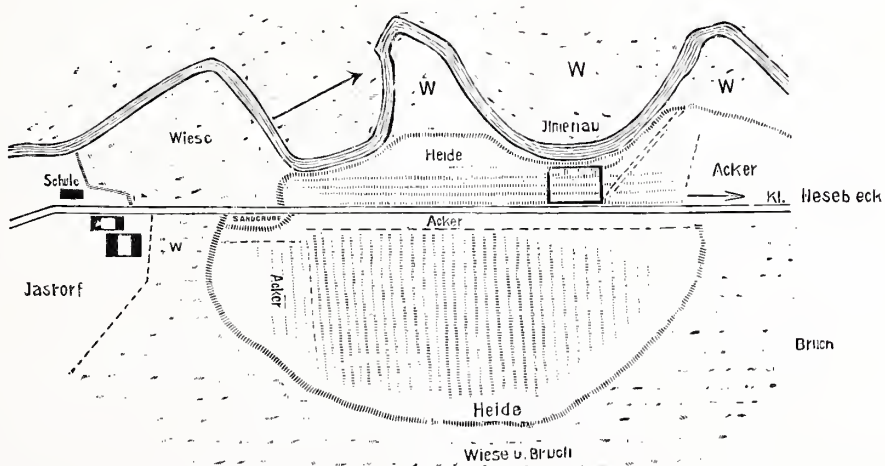 W
W
W
Wiese
Jlmenau
Heide
Acker
Schule
Kl. Hesebeck
SANDGRUBE
Acker
W
Acker
Jastorf
Bruch
Heide
Wiese u. Bruch